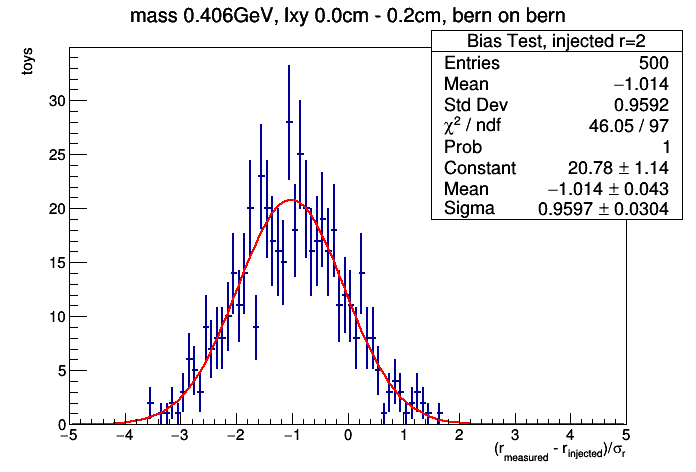 mass 0.406GeV, lxy 0.0cm - 0.2cm, bern on bern
toys
Bias Test, injected r=2
Entries 500
Mean −1.014
Std Dev 0.9592
χ² / ndf 46.05 / 97
Prob 1
Constant 20.78 ± 1.14
Mean −1.014 ± 0.043
Sigma 0.9597 ± 0.0304
30
25
20
15
10
5
0
−5 −4 −3 −2 −1 0 1 2 3 4 5
(r_measured - r_injected)/σ_r